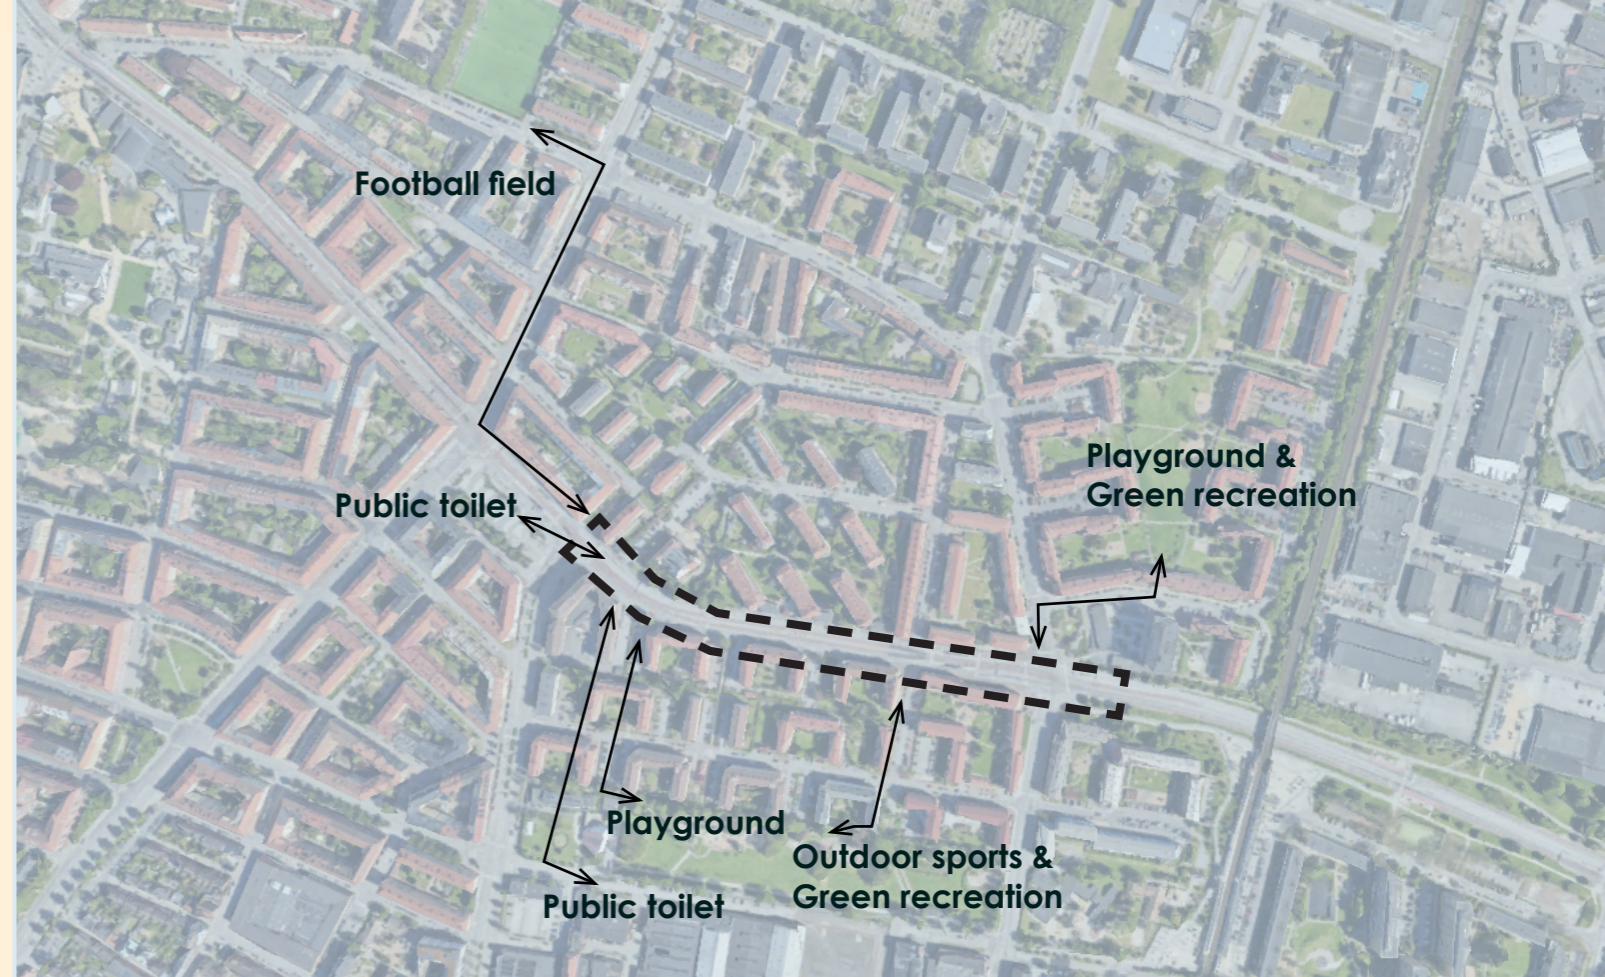 Football field
Playground &
Green recreation
Public toilet
Playground
Outdoor sports &
Green recreation
Public toilet